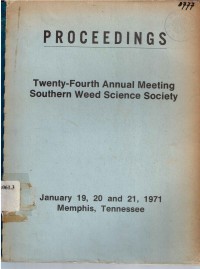 PROCEEDINGS
Twenty-Fourth Annual Meeting
Southern Weed Science Society
January 19, 20 and 21, 1971
Memphis, Tennessee